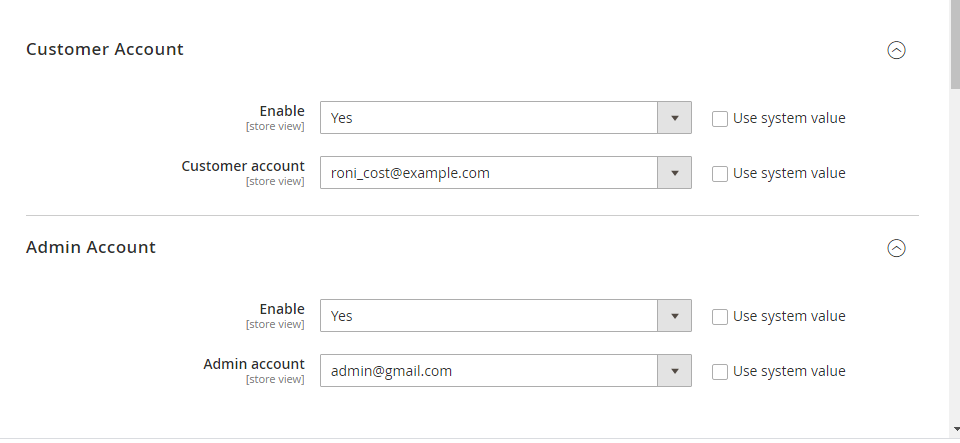 Customer Account
Enable
Yes
Use system value
[store view]
Customer account
roni_cost@example.com
Use system value
[store view]
Admin Account
Enable
Yes
Use system value
[store view]
Admin account
admin@gmail.com
Use system value
[store view]